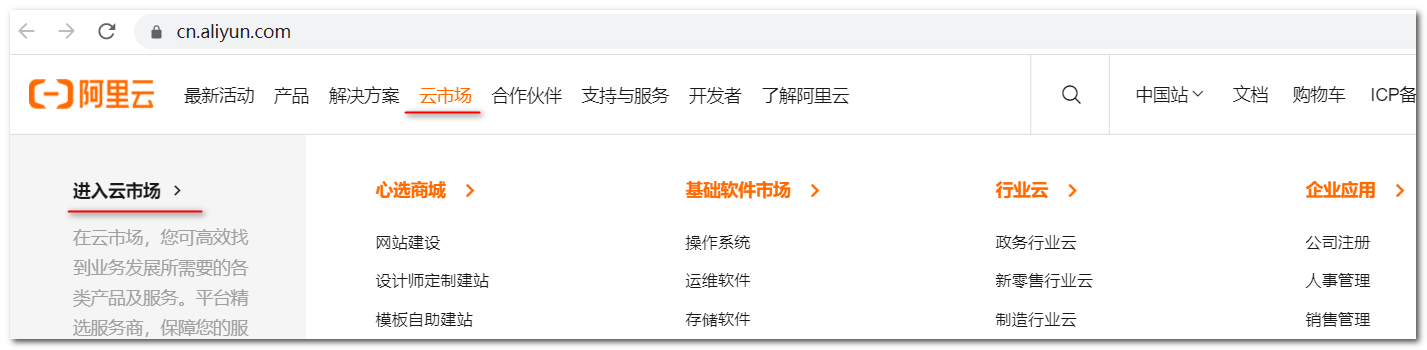 cn.aliyun.com
阿里云 最新活动 产品 解决方案 云市场 合作伙伴 支持与服务 开发者 了解阿里云 中国站 文档 购物车 ICP备
进入云市场 心选商城 基础软件市场 行业云 企业应用
在云市场，您可高效找
到业务发展所需要的各
类产品及服务。平台精
选服务商，保障您的服
网站建设 操作系统 政务行业云 公司注册
设计师定制建站 运维软件 新零售行业云 人事管理
模板自助建站 存储软件 制造行业云 销售管理